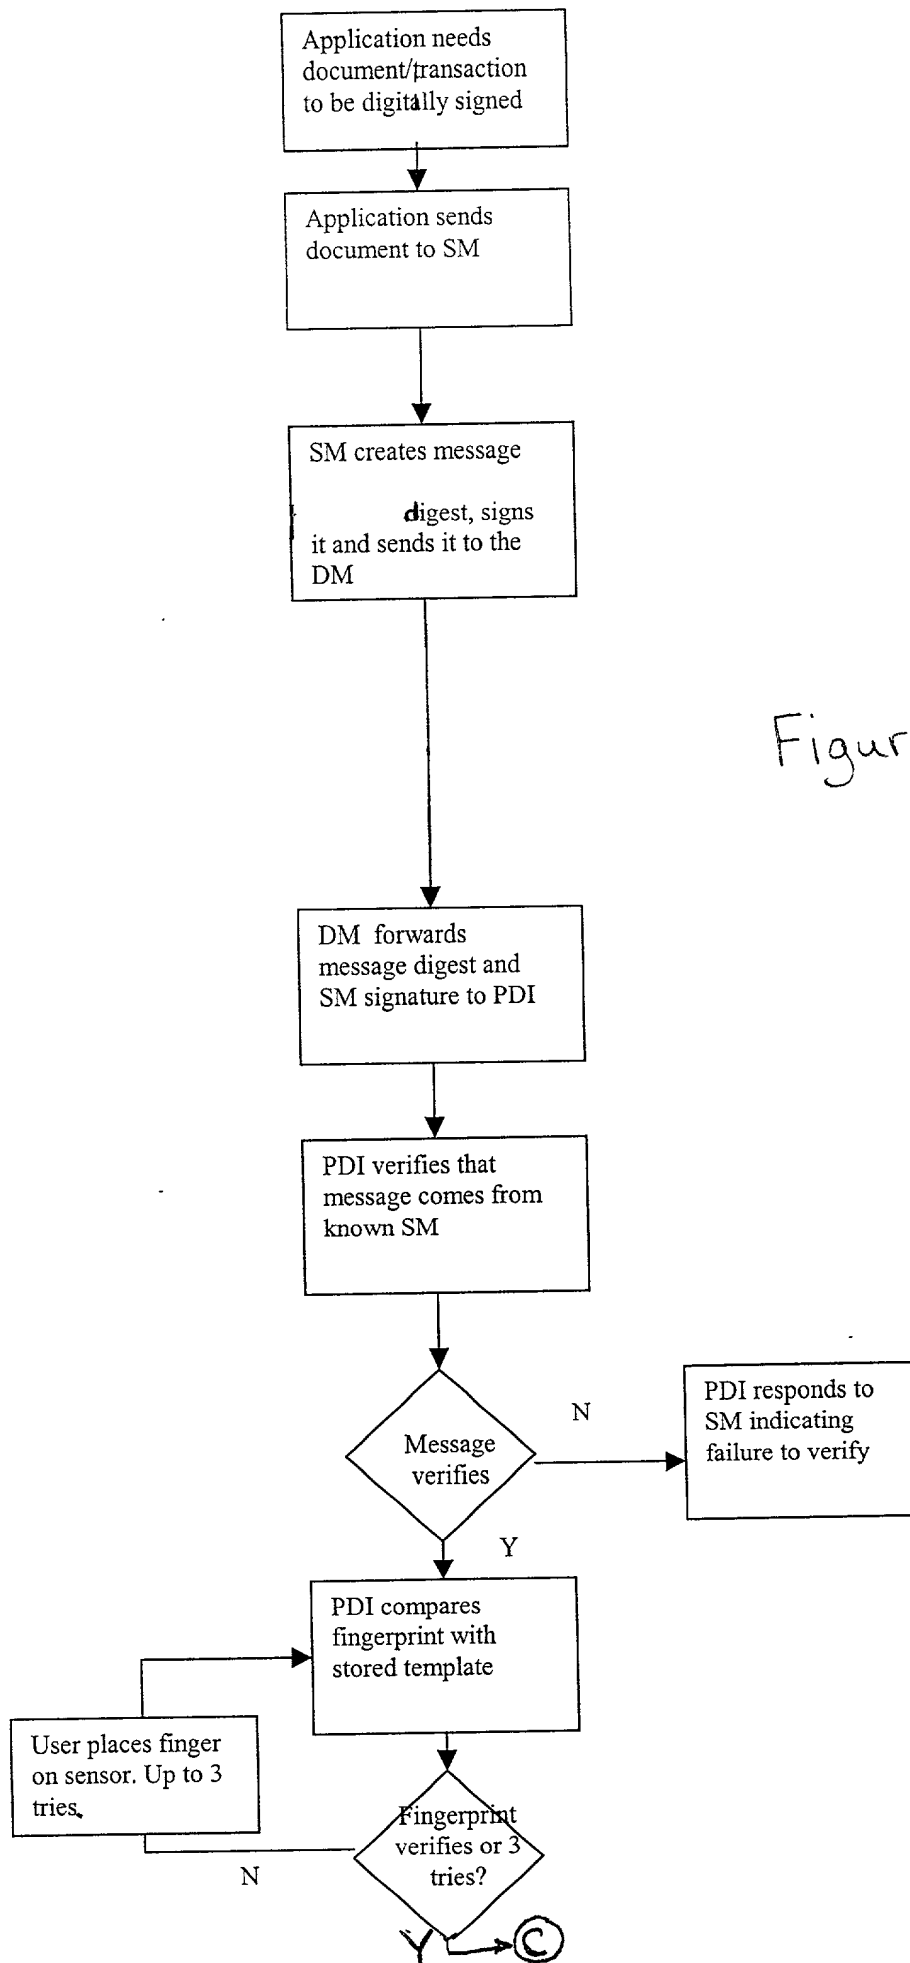 Application needs
document/transaction
to be digitally signed
Application sends
document to SM
SM creates message
digest, signs
it and sends it to the
DM
Figur
DM forwards
message digest and
SM signature to PDI
PDI verifies that
message comes from
known SM
Message
verifies
N
PDI responds to
SM indicating
failure to verify
Y
PDI compares
fingerprint with
stored template
User places finger
on sensor. Up to 3
tries.
Fingerprint
verifies or 3
tries?
N
Y
C